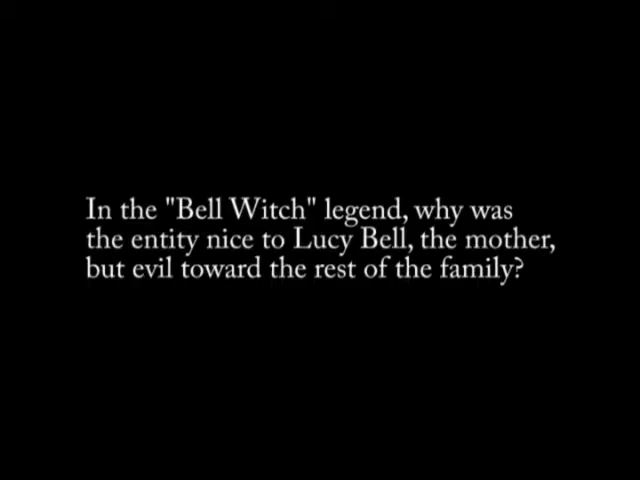 In the "Bell Witch" legend, why was
the entity nice to Lucy Bell, the mother,
but evil toward the rest of the family?